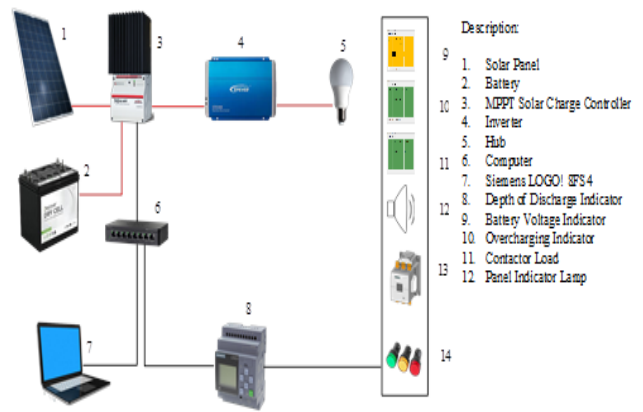 1
3
4
5
2
6
7
8
9
10
11
12
13
14
Description:
1. Solar Panel
2. Battery
3. MPPT Solar Charge Controller
4. Inverter
5. Hub
6. Computer
7. Siemens LOGO! 8FS4
8. Depth of Discharge Indicator
9. Battery Voltage Indicator
10. Overcharging Indicator
11. Contactor Load
12. Panel Indicator Lamp
DRY CELL